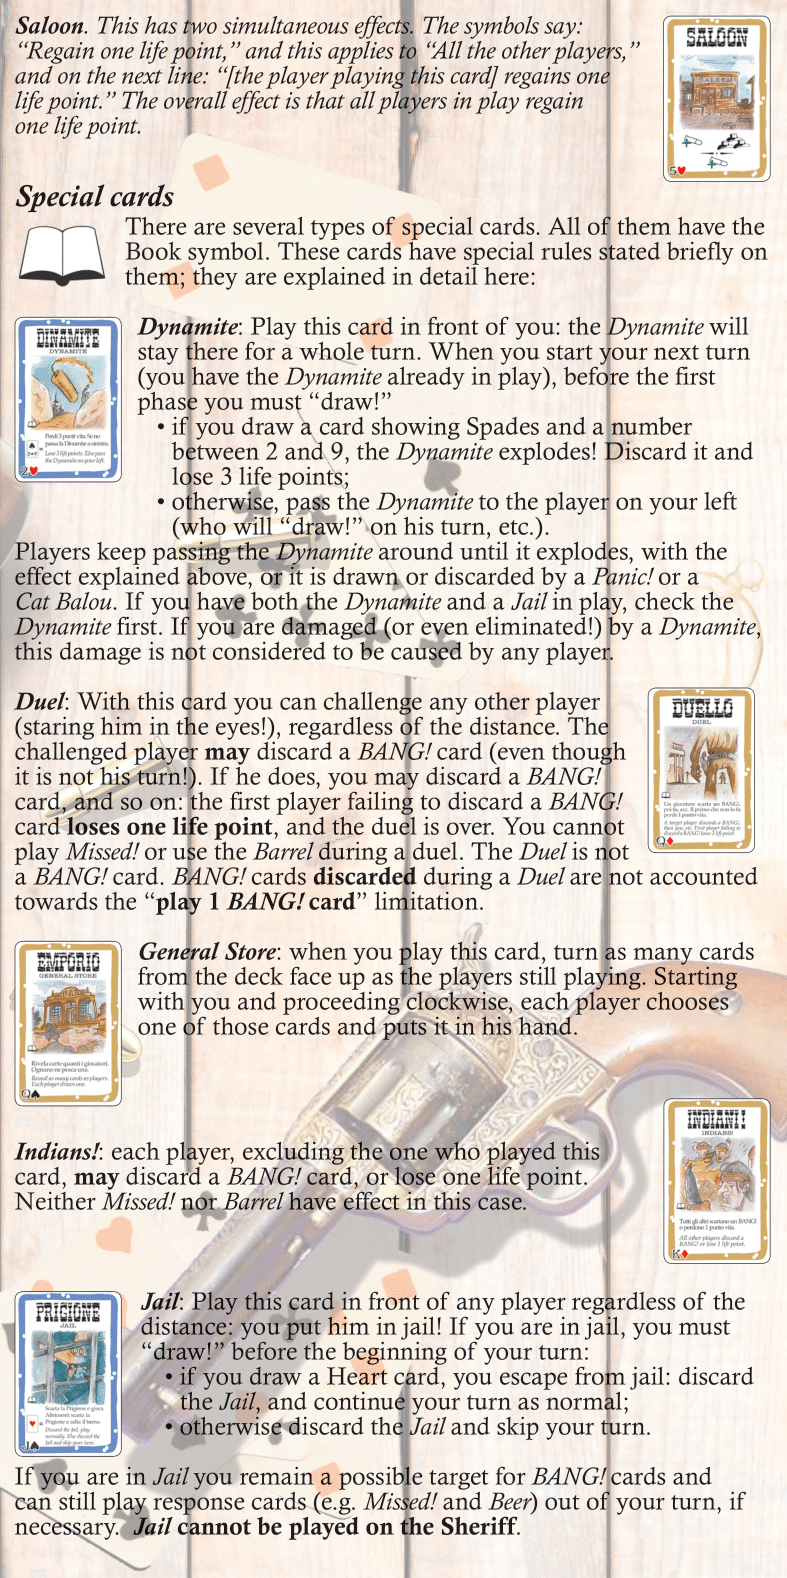 Saloon. This has two simultaneous effects. The symbols say:
“Regain one life point,” and this applies to “All the other players,”
and on the next line: “[the player playing this card] regains one
life point.” The overall effect is that all players in play regain
one life point.
SALOON
SALOON
5♥
Special cards
There are several types of special cards. All of them have the
Book symbol. These cards have special rules stated briefly on
them; they are explained in detail here:
DINAMITE
DYNAMITE
Perdi 3 punti vita. Se no
passa la Dinamite a sinistra.
Lose 3 life points. Else pass
the Dynamite on your left.
2♥
Dynamite: Play this card in front of you: the Dynamite will
stay there for a whole turn. When you start your next turn
(you have the Dynamite already in play), before the first
phase you must “draw!”
• if you draw a card showing Spades and a number
between 2 and 9, the Dynamite explodes! Discard it and
lose 3 life points;
• otherwise, pass the Dynamite to the player on your left
(who will “draw!” on his turn, etc.).
Players keep passing the Dynamite around until it explodes, with the
effect explained above, or it is drawn or discarded by a Panic! or a
Cat Balou. If you have both the Dynamite and a Jail in play, check the
Dynamite first. If you are damaged (or even eliminated!) by a Dynamite,
this damage is not considered to be caused by any player.
Duel: With this card you can challenge any other player
(staring him in the eyes!), regardless of the distance. The
challenged player may discard a BANG! card (even though
it is not his turn!). If he does, you may discard a BANG!
card, and so on: the first player failing to discard a BANG!
card loses one life point, and the duel is over. You cannot
play Missed! or use the Barrel during a duel. The Duel is not
a BANG! card. BANG! cards discarded during a Duel are not accounted
towards the “play 1 BANG! card” limitation.
DUELLO
DUEL
Un giocatore scarta un BANG!,
poi tu, ecc. Il primo che non lo fa
perde 1 punto vita.
A target player discards a BANG!,
then you, etc. First player failing to
discard a BANG! loses 1 life point.
Q♦
EMPORIO
GENERAL STORE
Rivela carte quanti i giocatori.
Ognuno ne pesca una.
Reveal as many cards as players.
Each player draws one.
Q♠
General Store: when you play this card, turn as many cards
from the deck face up as the players still playing. Starting
with you and proceeding clockwise, each player chooses
one of those cards and puts it in his hand.
Indians!: each player, excluding the one who played this
card, may discard a BANG! card, or lose one life point.
Neither Missed! nor Barrel have effect in this case.
INDIANI!
INDIANS!
Tutti gli altri scartano un BANG!
o perdono 1 punto vita.
All other players discard a
BANG! or lose 1 life point.
K♦
PRIGIONE
JAIL
Scarta la Prigione e gioca.
Altrimenti scarta la
Prigione e salta il turno.
Discard the Jail, play
normally. Else discard the
Jail and skip your turn.
J♠
Jail: Play this card in front of any player regardless of the
distance: you put him in jail! If you are in jail, you must
“draw!” before the beginning of your turn:
• if you draw a Heart card, you escape from jail: discard
the Jail, and continue your turn as normal;
• otherwise discard the Jail and skip your turn.
If you are in Jail you remain a possible target for BANG! cards and
can still play response cards (e.g. Missed! and Beer) out of your turn, if
necessary. Jail cannot be played on the Sheriff.